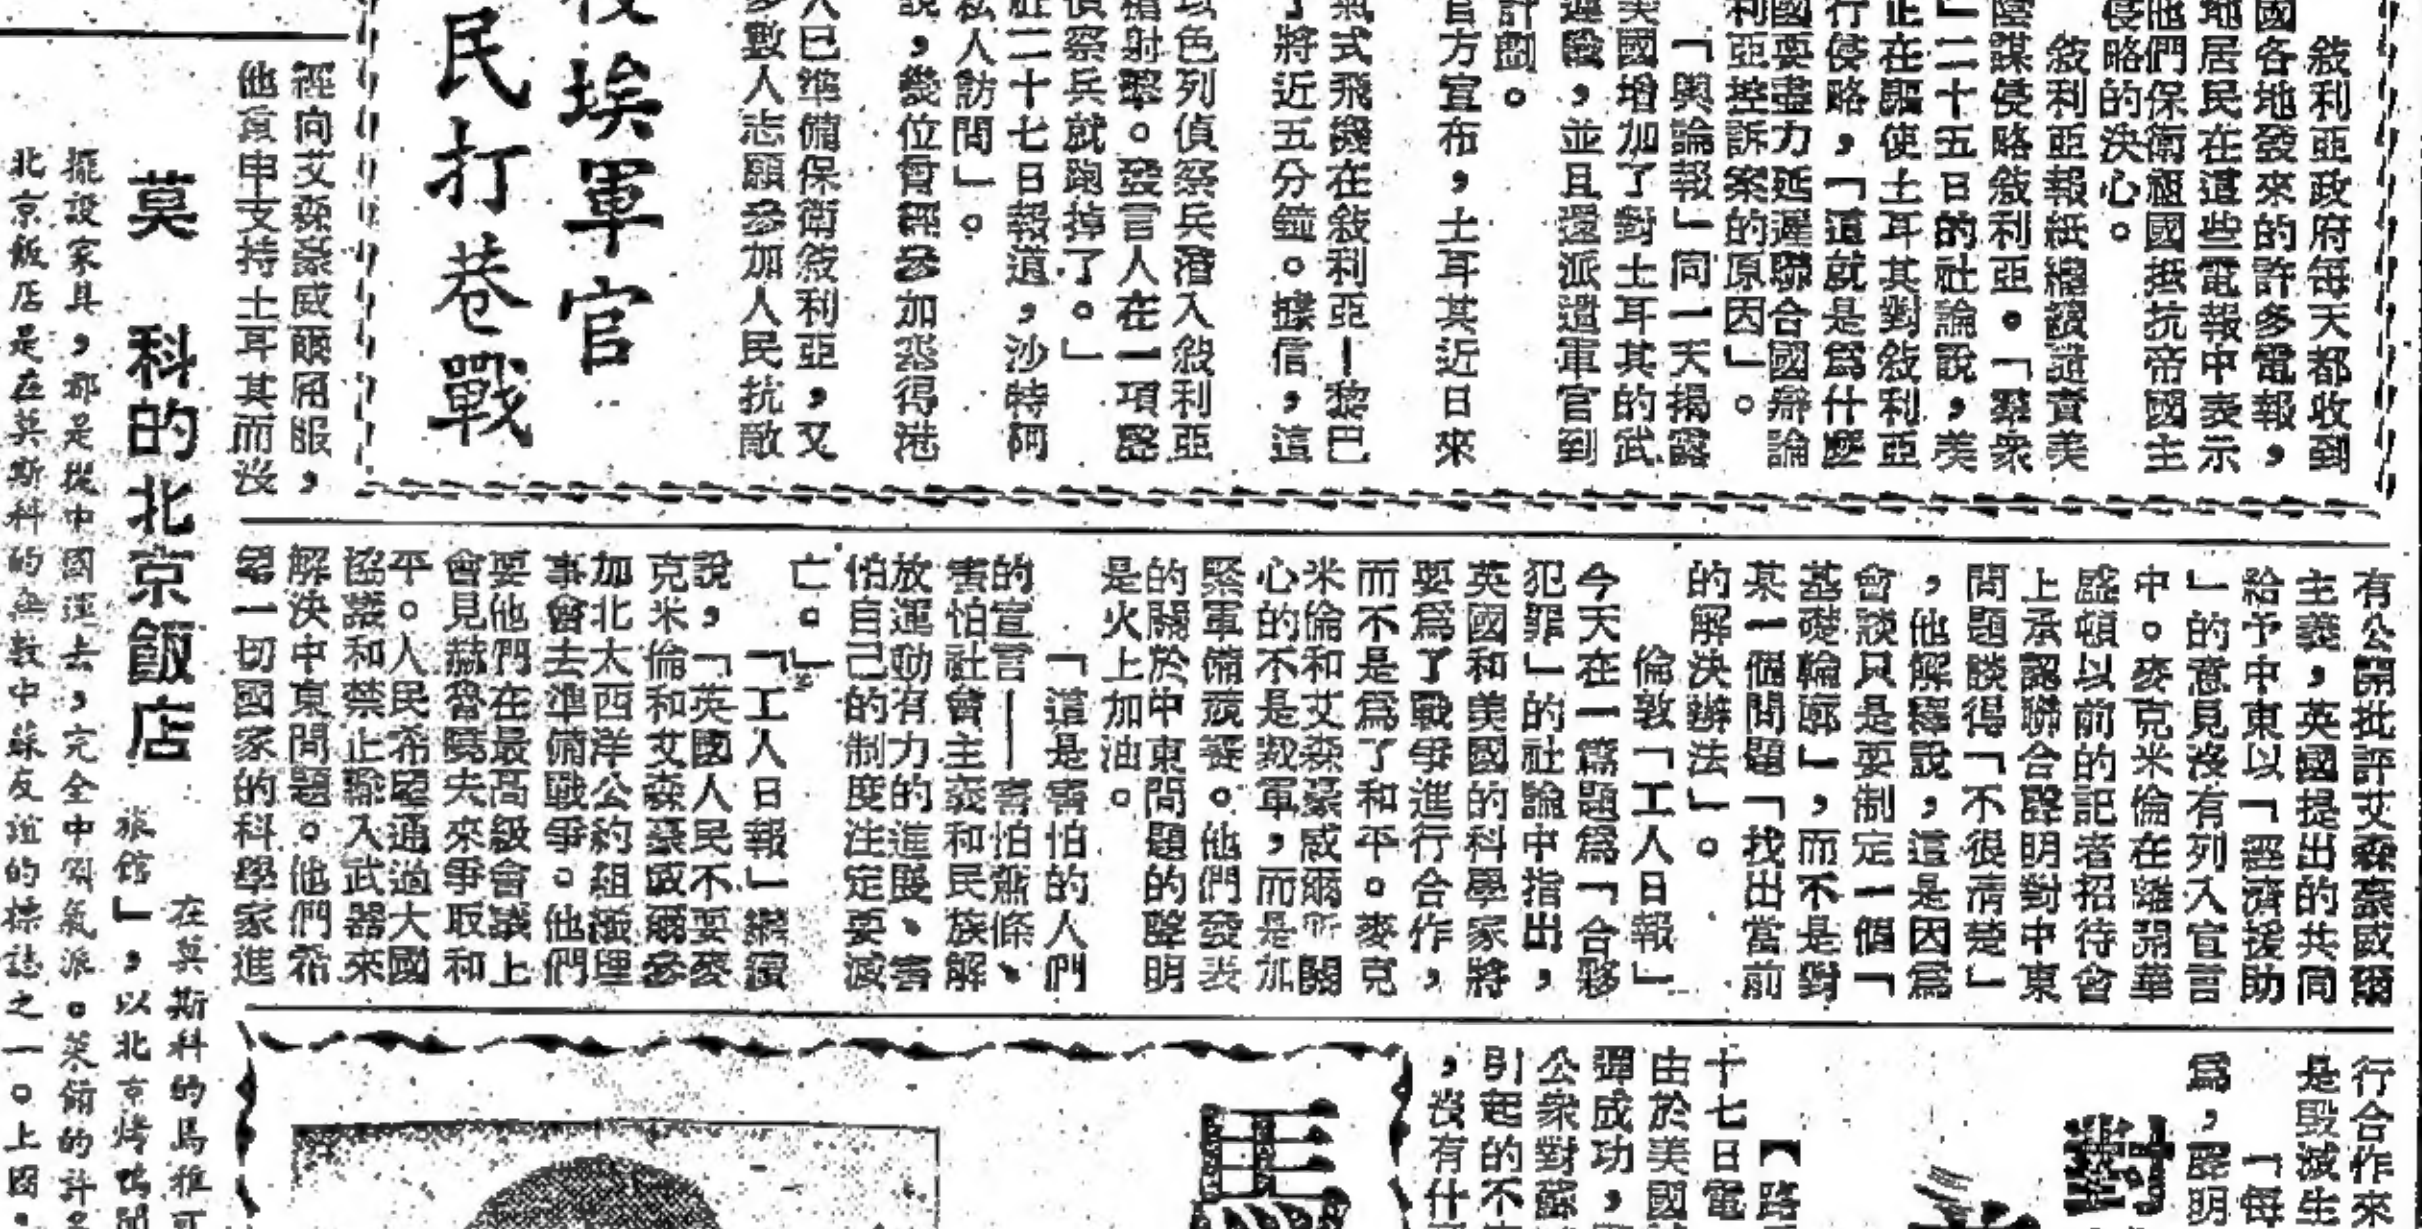 敍利亞政府每天都收到
國各地發來的許多電報，
地居民在這些電報中表示
他們保衛祖國抵抗帝國主
侵略的決心。
敍利亞報紙繼續譴責美
陰謀侵略敍利亞。「羣衆
」二十五日的社論說，美
正在驅使土耳其對敍利亞
行侵略，「這就是爲什麼
國要盡力延遲聯合國辯論
利亞控訴案的原因」。
「輿論報」同一天揭露
美國增加了對土耳其的武
運險，並且還派遣軍官到
計劃。
官方宣布，土耳其近日來
氣式飛機在敍利亞—黎巴
了將近五分鐘。據信，這
以色列偵察兵潛入敍利亞
槍射擊。發言人在一項聲
偵察兵就跑掉了。」
二十七日報道，沙特阿
私人訪問」。
說，幾位曾經參加塞得港
人已準備保衛敍利亞，又
多數人志願參加人民抗敵
埃軍官
民打巷戰
經向艾森豪威爾屈服，
他宣申支持土耳其而沒
有公開批評艾森豪威爾
主義，英國提出的共同
給予中東以「經濟援助
」的意見沒有列入宣言
中。麥克米倫在離開華
盛頓以前的記者招待會
上承認聯合聲明對中東
問題談得「不很清楚」
，他解釋說，這是因爲
會談只是要制定一個「
基礎輪廓」，而不是對
某一個問題「找出當前
的解決辦法」。
倫敦「工人日報」
今天在一篇題爲「合夥
犯罪」的社論中指出，
英國和美國的科學家將
要爲了戰爭進行合作，
而不是爲了和平。麥克
米倫和艾森豪威爾所關
心的不是裁軍，而是加
緊軍備競賽。他們發表
的關於中東問題的聲明
是火上加油。
「這是害怕的人們
的宣言——害怕蕭條、
害怕社會主義和民族解
放運動有力的進展、害
怕自己的制度注定要滅
亡。」
「工人日報」繼續
說，「英國人民不要麥
克米倫和艾森豪威爾參
加北大西洋公約組織理
事會去準備戰爭。他們
要他們在最高級會議上
會見赫魯曉夫來爭取和
平。人民希望通過大國
協議和禁止輸入武器來
解決中東問題。他們希
望一切國家的科學家進
行合作來
是毀滅生
「每
爲，聲明
【路
十七日電
由於美國
彈成功，
公衆對蘇
引起的不
，沒有什
馬
莫 科的北京飯店
在莫斯科的馬雅可
旅館」，以北京烤鴨聞
擺設家具，都是從中國運去，完全中國氣派。菜餚的許多
北京飯店是在莫斯科的無數中蘇友誼的標誌之一。上圖